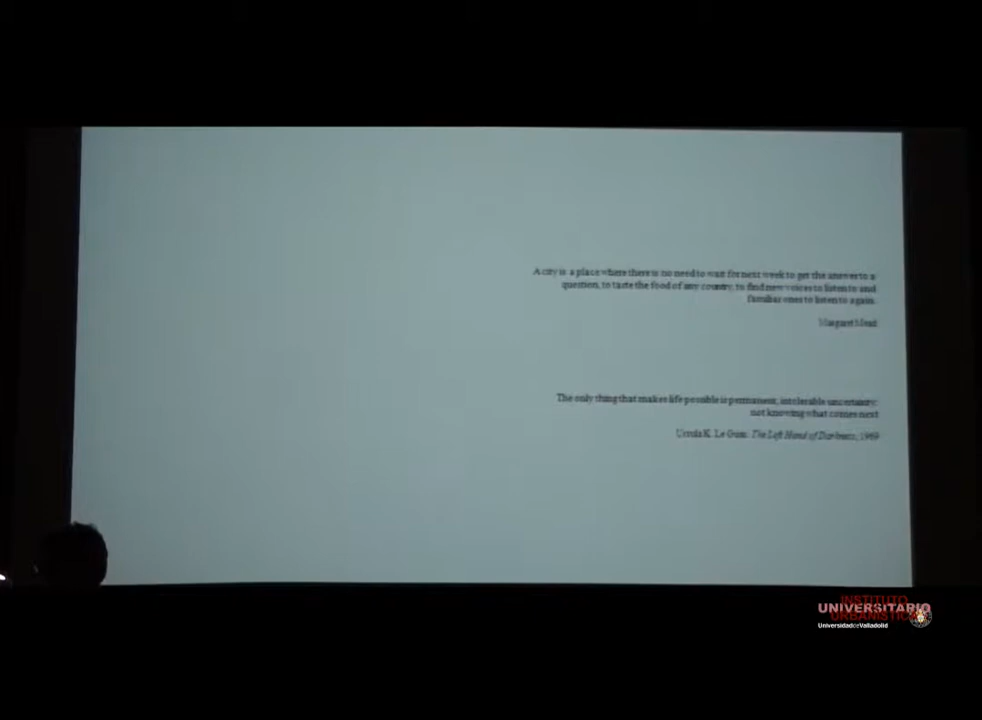 A city is a place where there is no need to wait for next week to get the answer to a
question, to taste the food of any country, to find new voices to listen to and
familiar ones to listen to again.
Margaret Mead
The only thing that makes life possible is permanent, intolerable uncertainty:
not knowing what comes next
Ursula K. Le Guin. The Left Hand of Darkness, 1969
INSTITUTO
UNIVERSITARIO
URBANÍSTICA
UniversidaddeValladolid